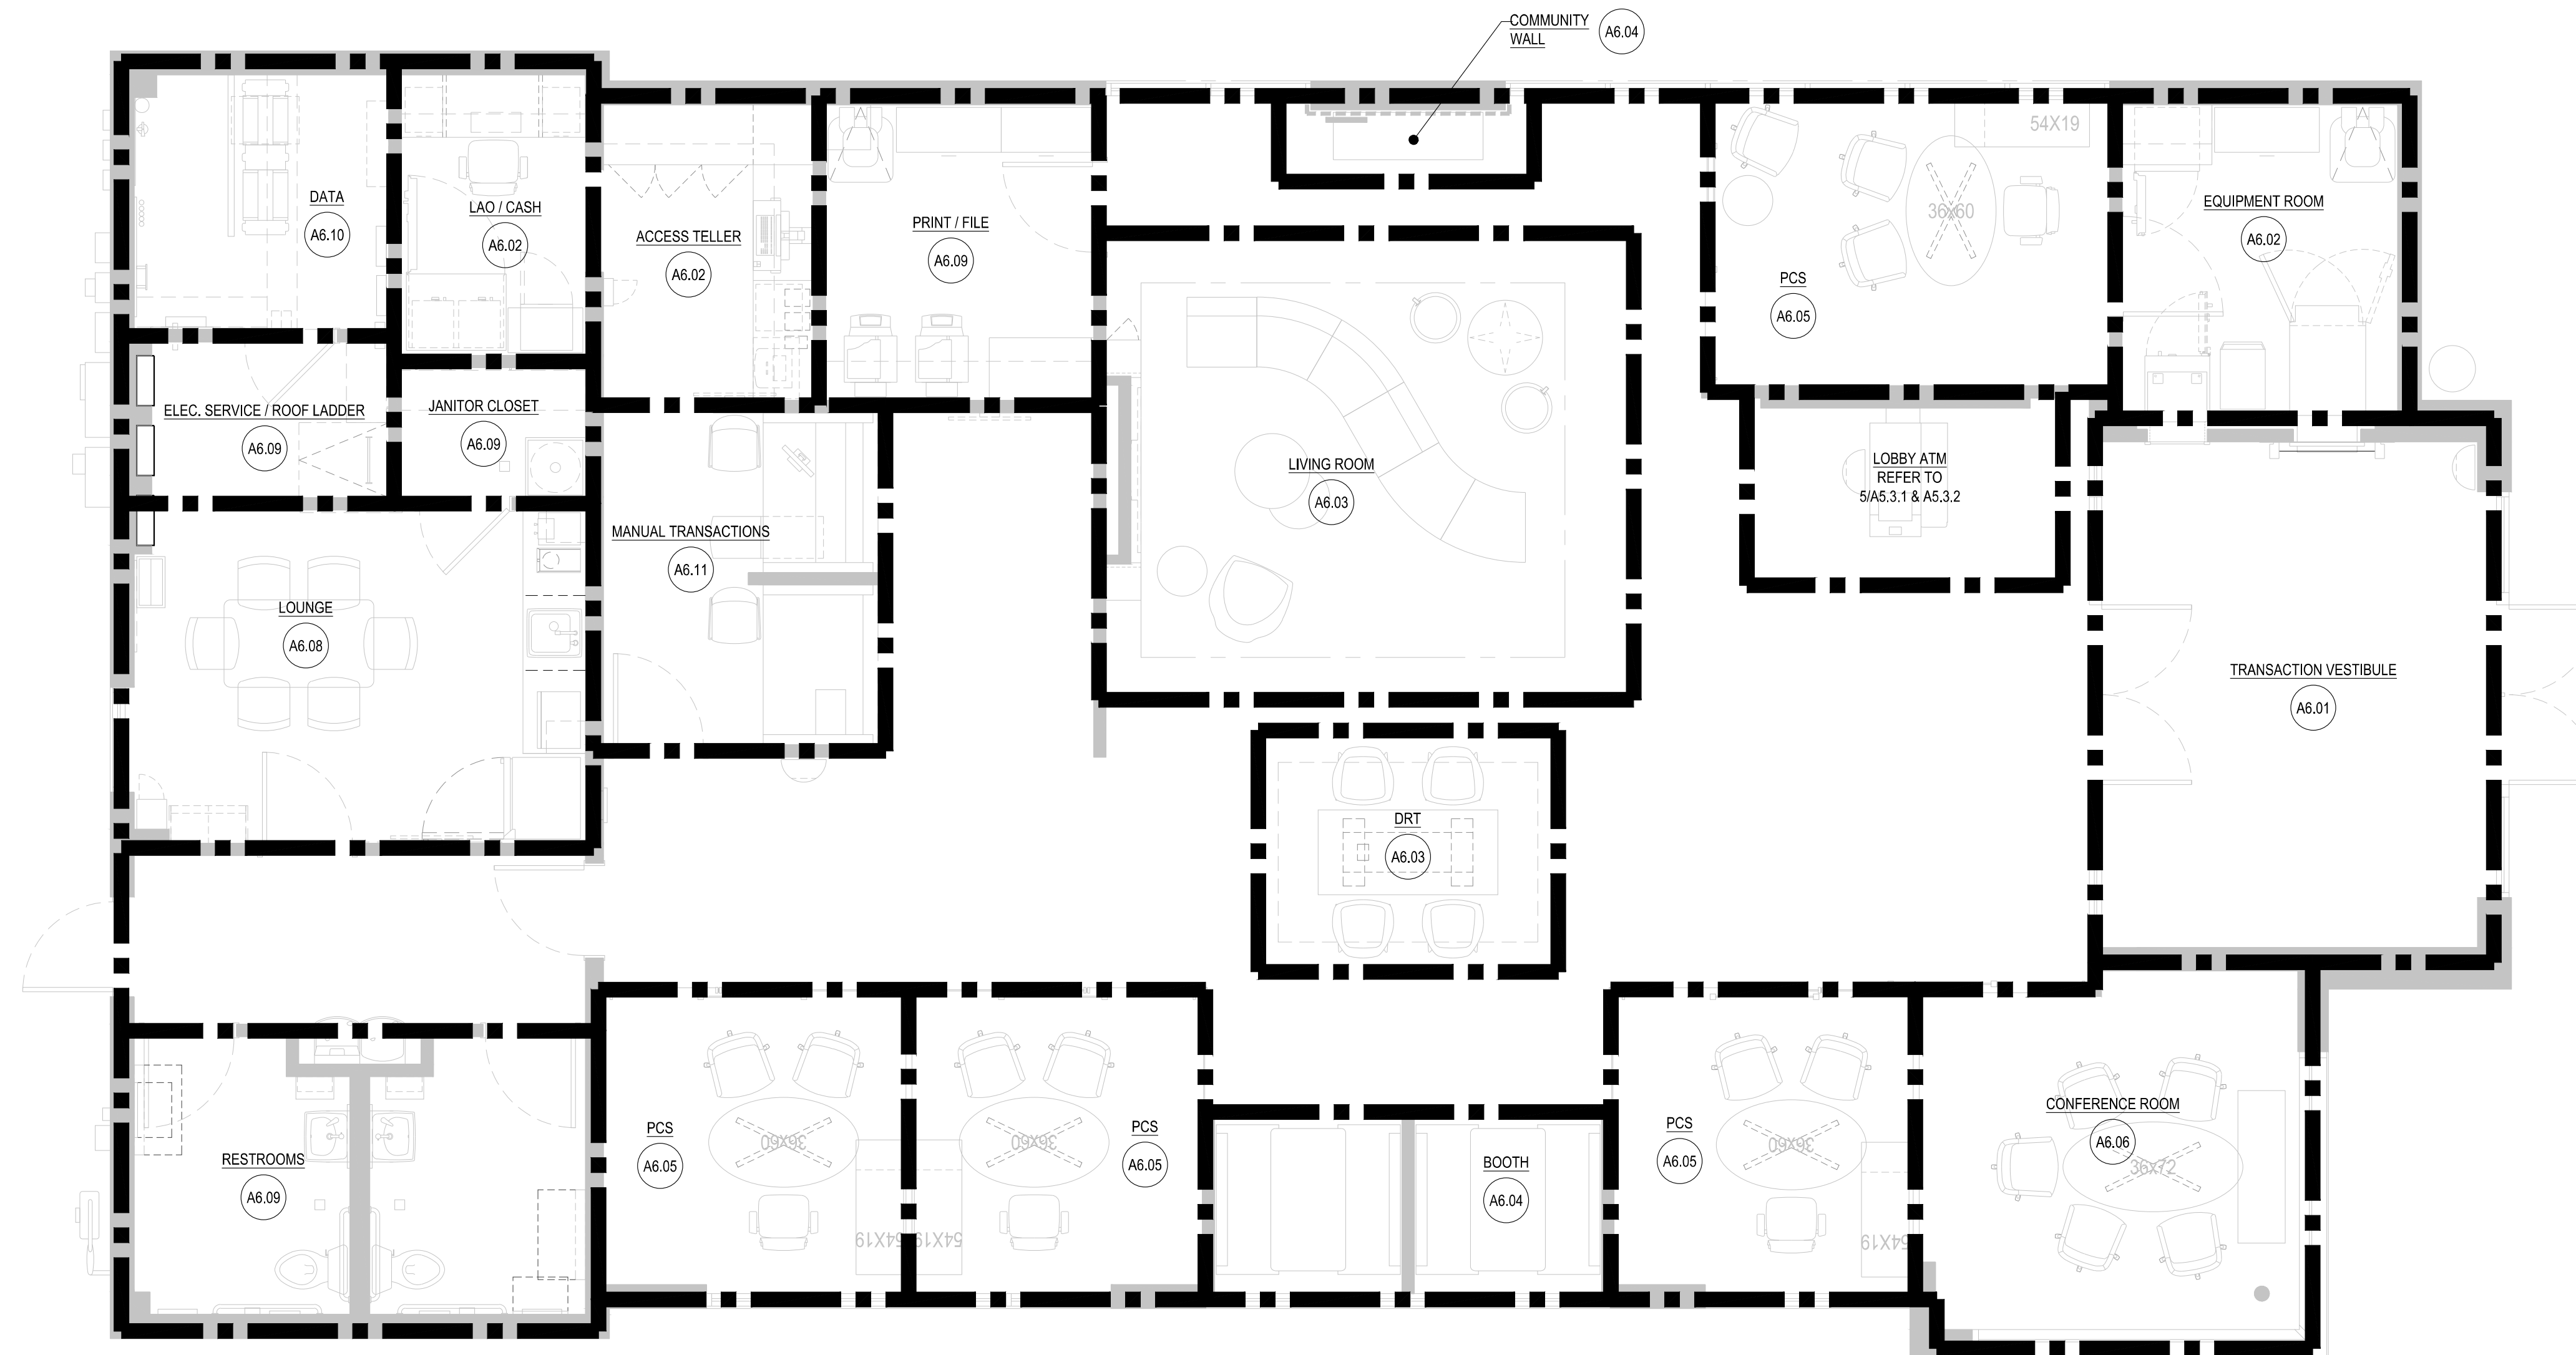 COMMUNITY
WALL
A6.04
DATA
A6.10
LAO / CASH
A6.02
ACCESS TELLER
A6.02
PRINT / FILE
A6.09
54X19
36x60
PCS
A6.05
EQUIPMENT ROOM
A6.02
ELEC. SERVICE / ROOF LADDER
A6.09
JANITOR CLOSET
A6.09
LIVING ROOM
A6.03
LOBBY ATM
REFER TO
5/A5.3.1 & A5.3.2
MANUAL TRANSACTIONS
A6.11
LOUNGE
A6.08
TRANSACTION VESTIBULE
A6.01
DRT
A6.03
RESTROOMS
A6.09
PCS
A6.05
36x60
54X19
PCS
A6.05
36x60
54X19
BOOTH
A6.04
PCS
A6.05
36x60
54X19
CONFERENCE ROOM
A6.06
36x72